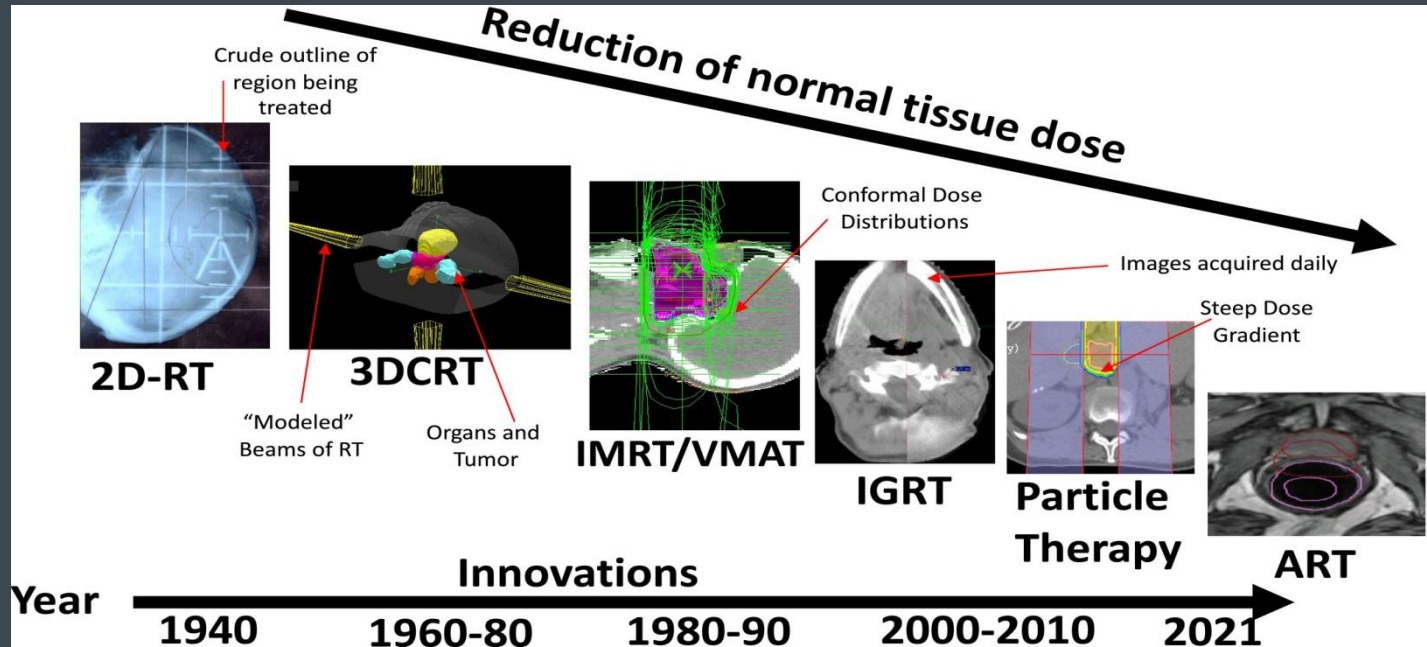 Reduction of normal tissue dose
Crude outline of
region being
treated
2D-RT
3DCRT
"Modeled"
Beams of RT
Organs and
Tumor
Conformal Dose
Distributions
IMRT/VMAT
Images acquired daily
IGRT
Steep Dose
Gradient
y)
Particle
Therapy
ART
Innovations
Year
1940
1960-80
1980-90
2000-2010
2021